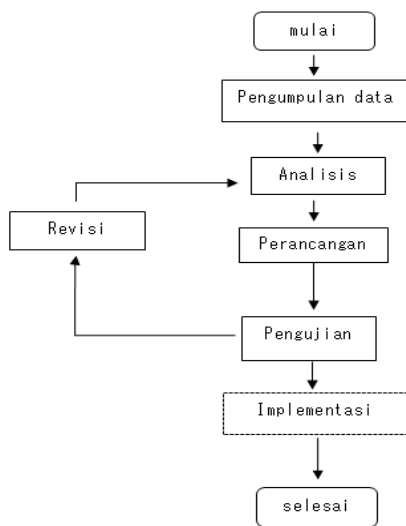 mulai
Pengumpulan data
Analisis
Revisi
Perancangan
Pengujian
Implementasi
selesai